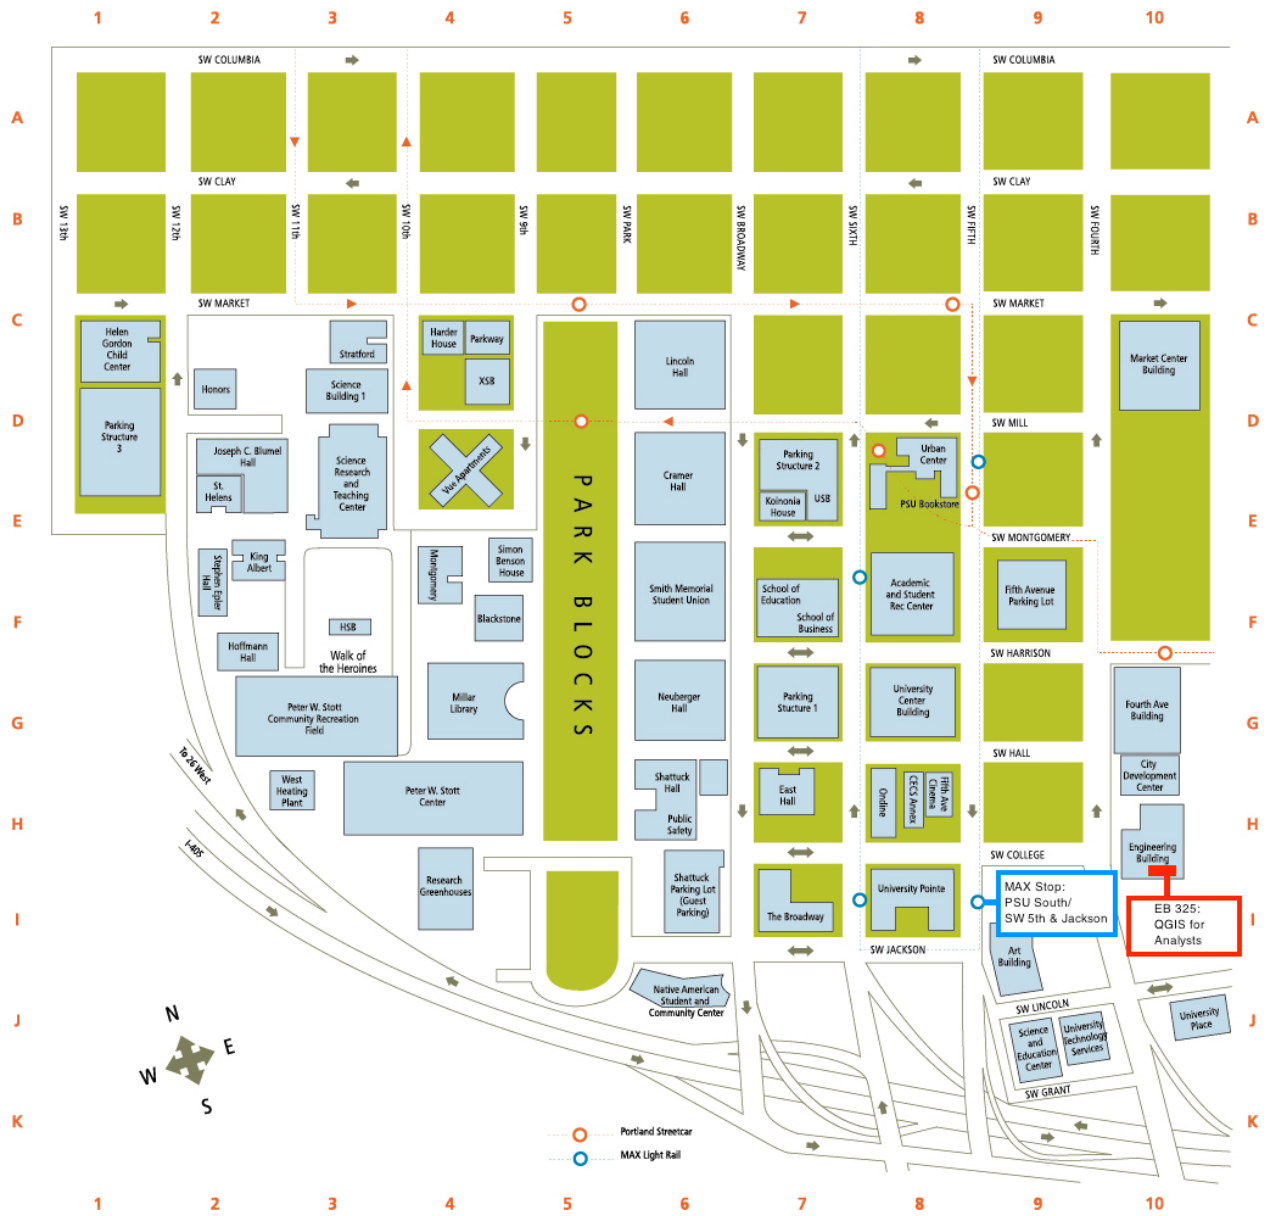 1 2 3 4 5 6 7 8 9 10
SW COLUMBIA
SW COLUMBIA
A
A
SW CLAY
SW CLAY
B
B
SW 13th
SW 12th
SW 11th
SW 10th
SW 9th
SW PARK
SW BROADWAY
SW SIXTH
SW FIFTH
SW FOURTH
SW MARKET
SW MARKET
C
C
Helen
Gordon
Child
Center
Stratford
Harder
House
Parkway
XSB
Lincoln
Hall
Market Center
Building
Honors
Science
Building 1
D
D
SW MILL
Parking
Structure
3
Joseph C. Blumel
Hall
St.
Helens
Science
Research
and
Teaching
Center
Vue Apartments
PARK BLOCKS
Cramer
Hall
Parking
Structure 2
Koinonia
House
USB
Urban
Center
PSU Bookstore
E
E
SW MONTGOMERY
Stephen Epler
Hall
King
Albert
Montgomery
Simon
Benson
House
Blackstone
Smith Memorial
Student Union
School of
Education
School of
Business
Academic
and Student
Rec Center
Fifth Avenue
Parking Lot
F
F
HSB
Hoffmann
Hall
Walk of
the Heroines
SW HARRISON
Peter W. Stott
Community Recreation
Field
Millar
Library
Neuberger
Hall
Parking
Stucture 1
University
Center
Building
Fourth Ave
Building
G
G
To 26 West
SW HALL
West
Heating
Plant
Peter W. Stott
Center
Shattuck
Hall
Public
Safety
East
Hall
Ondine
CECS Annex
Fifth Ave
Cinema
City
Development
Center
H
H
I-405
SW COLLEGE
Engineering
Building
Research
Greenhouses
Shattuck
Parking Lot
(Guest
Parking)
The Broadway
University Pointe
MAX Stop:
PSU South/
SW 5th & Jackson
EB 325:
QGIS for
Analysts
I
I
SW JACKSON
Art
Building
Native American
Student and
Community Center
SW LINCOLN
University
Place
J
J
Science
and
Education
Center
University
Technology
Services
N
E
W
S
SW GRANT
K
K
Portland Streetcar
MAX Light Rail
1 2 3 4 5 6 7 8 9 10